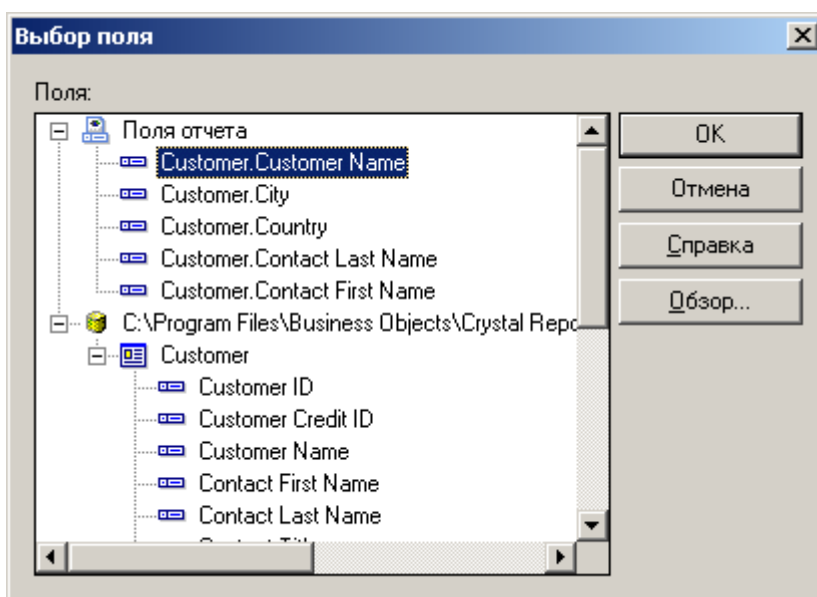 Выбор поля
Поля:
Поля отчета
Customer.Customer Name
Customer.City
Customer.Country
Customer.Contact Last Name
Customer.Contact First Name
C:\Program Files\Business Objects\Crystal Repo
Customer
Customer ID
Customer Credit ID
Customer Name
Contact First Name
Contact Last Name
OK
Отмена
Справка
Обзор...